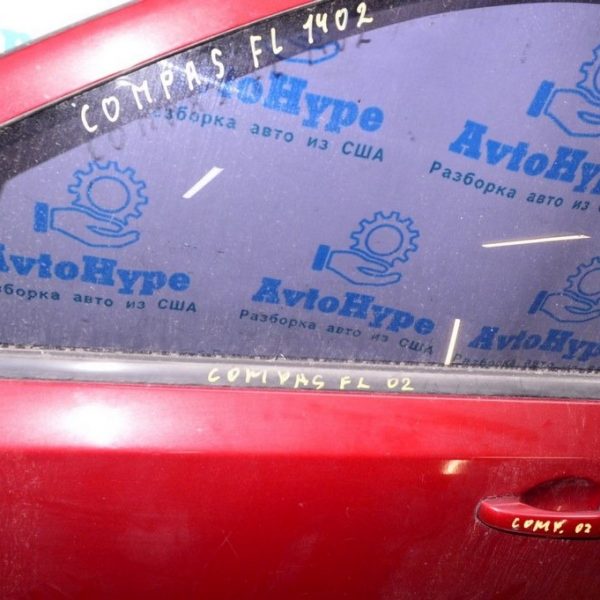 COMPAS FL 1402
AvtoHype
Разборка авто из США
AvtoHype
Разборка авто из
AvtoHype
Разборка авто из США
AvtoHype
Разборка авто из США
AvtoHype
Разборка авто из США
COMPAS FL 02
COMP. 02